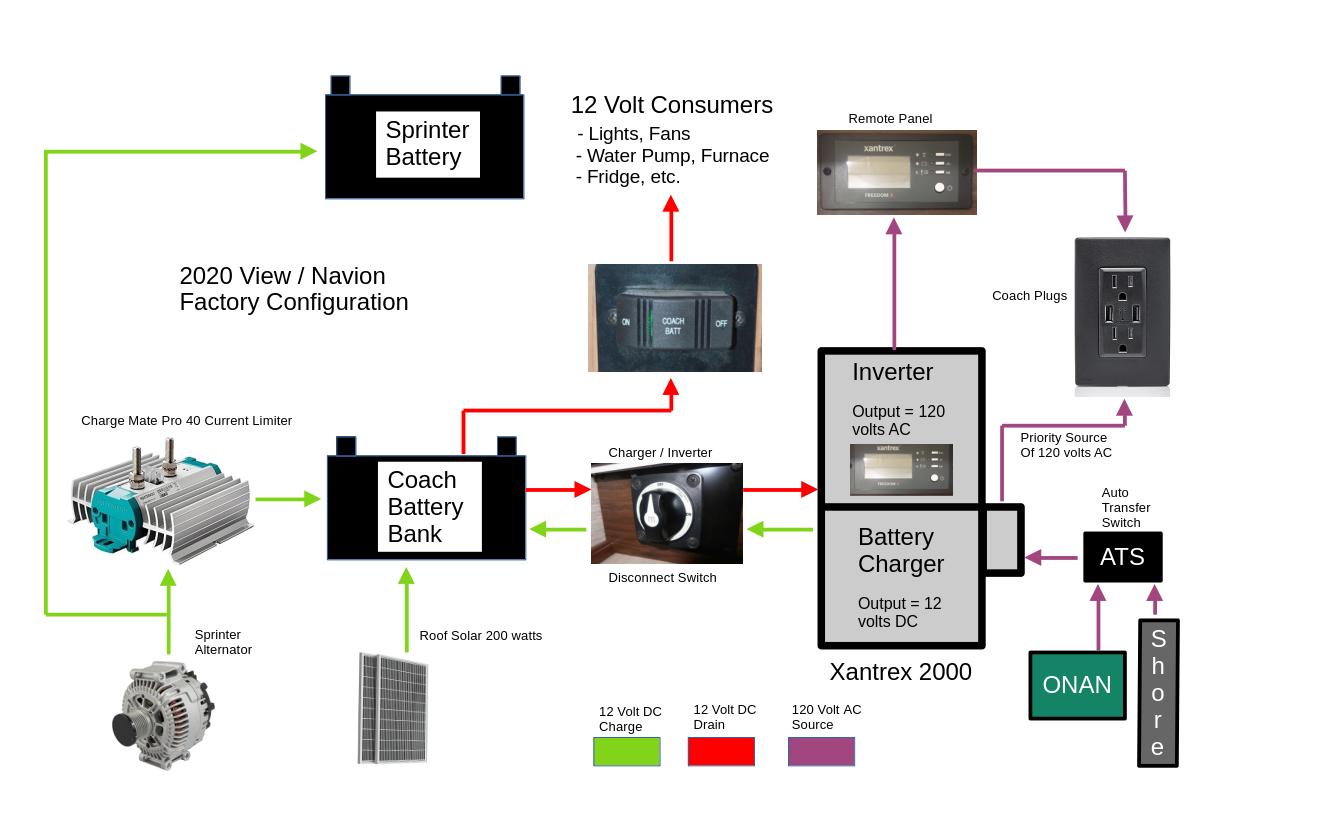 Sprinter
Battery
12 Volt Consumers
- Lights, Fans
- Water Pump, Furnace
- Fridge, etc.
Remote Panel
xantrex
FREEDOM X
2020 View / Navion
Factory Configuration
ON
COACH
BATT
OFF
Coach Plugs
Inverter
Output = 120
volts AC
xantrex
Charge Mate Pro 40 Current Limiter
Coach
Battery
Bank
Charger / Inverter
OFF
ON
Disconnect Switch
Priority Source
Of 120 volts AC
Auto
Transfer
Switch
ATS
Battery
Charger
Output = 12
volts DC
Xantrex 2000
Sprinter
Alternator
Roof Solar 200 watts
ONAN
S
h
o
r
e
12 Volt DC
Charge
12 Volt DC
Drain
120 Volt AC
Source